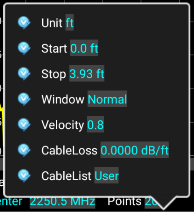 Unit ft
Start 0.0 ft
Stop 3.93 ft
Window Normal
Velocity 0.8
CableLoss 0.0000 dB/ft
CableList User
2250.5 MHz Points